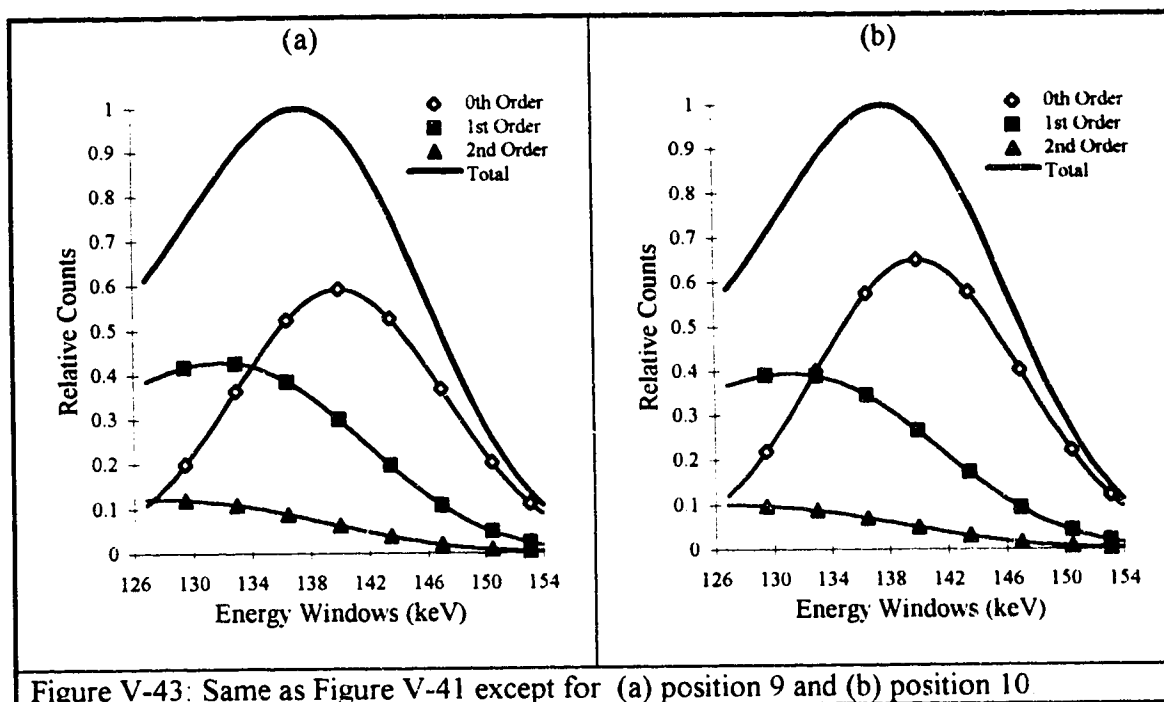 (a)
0th Order
1st Order
2nd Order
Total
1
0.9
0.8
0.7
0.6
0.5
0.4
0.3
0.2
0.1
0
Relative Counts
126 130 134 138 142 146 150 154
Energy Windows (keV)
(b)
0th Order
1st Order
2nd Order
Total
1
0.9
0.8
0.7
0.6
0.5
0.4
0.3
0.2
0.1
0
Relative Counts
126 130 134 138 142 146 150 154
Energy Windows (keV)
Figure V-43: Same as Figure V-41 except for (a) position 9 and (b) position 10